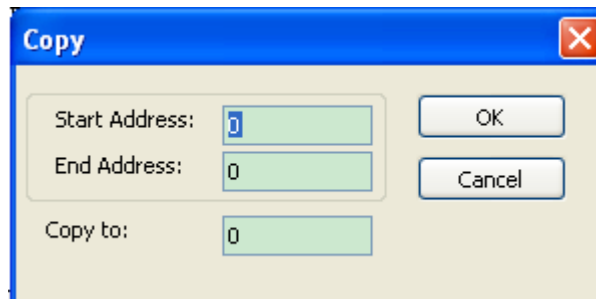 Copy
Start Address: 0
OK
End Address: 0
Cancel
Copy to: 0